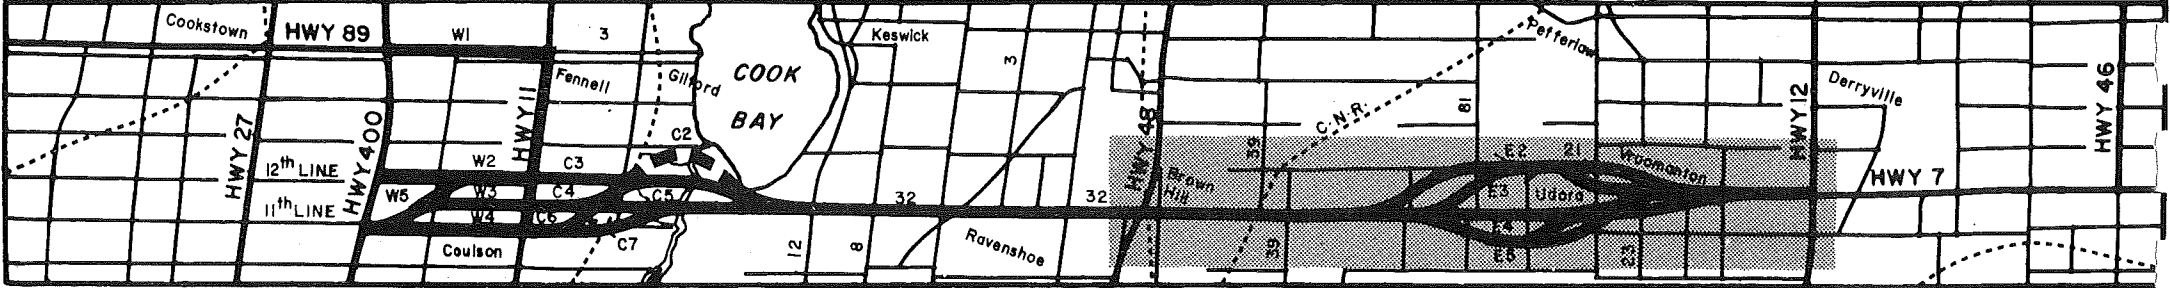 Cookstown
HWY 89
W1
3
Keswick
Pefferlaw
Fennell
Gilford
COOK
BAY
3
HWY 11
HWY 27
HWY 400
HWY 48
C.N.R.
81
HWY 12
Derryville
HWY 46
C2
12th LINE
W2
C3
39
E2
21
Vroomanton
HWY 7
W5
W3
C4
C5
32
32
Brown
Hill
E3
Udora
11th LINE
W4
C6
E4
Coulson
C7
12
8
Ravenshoe
39
E5
23